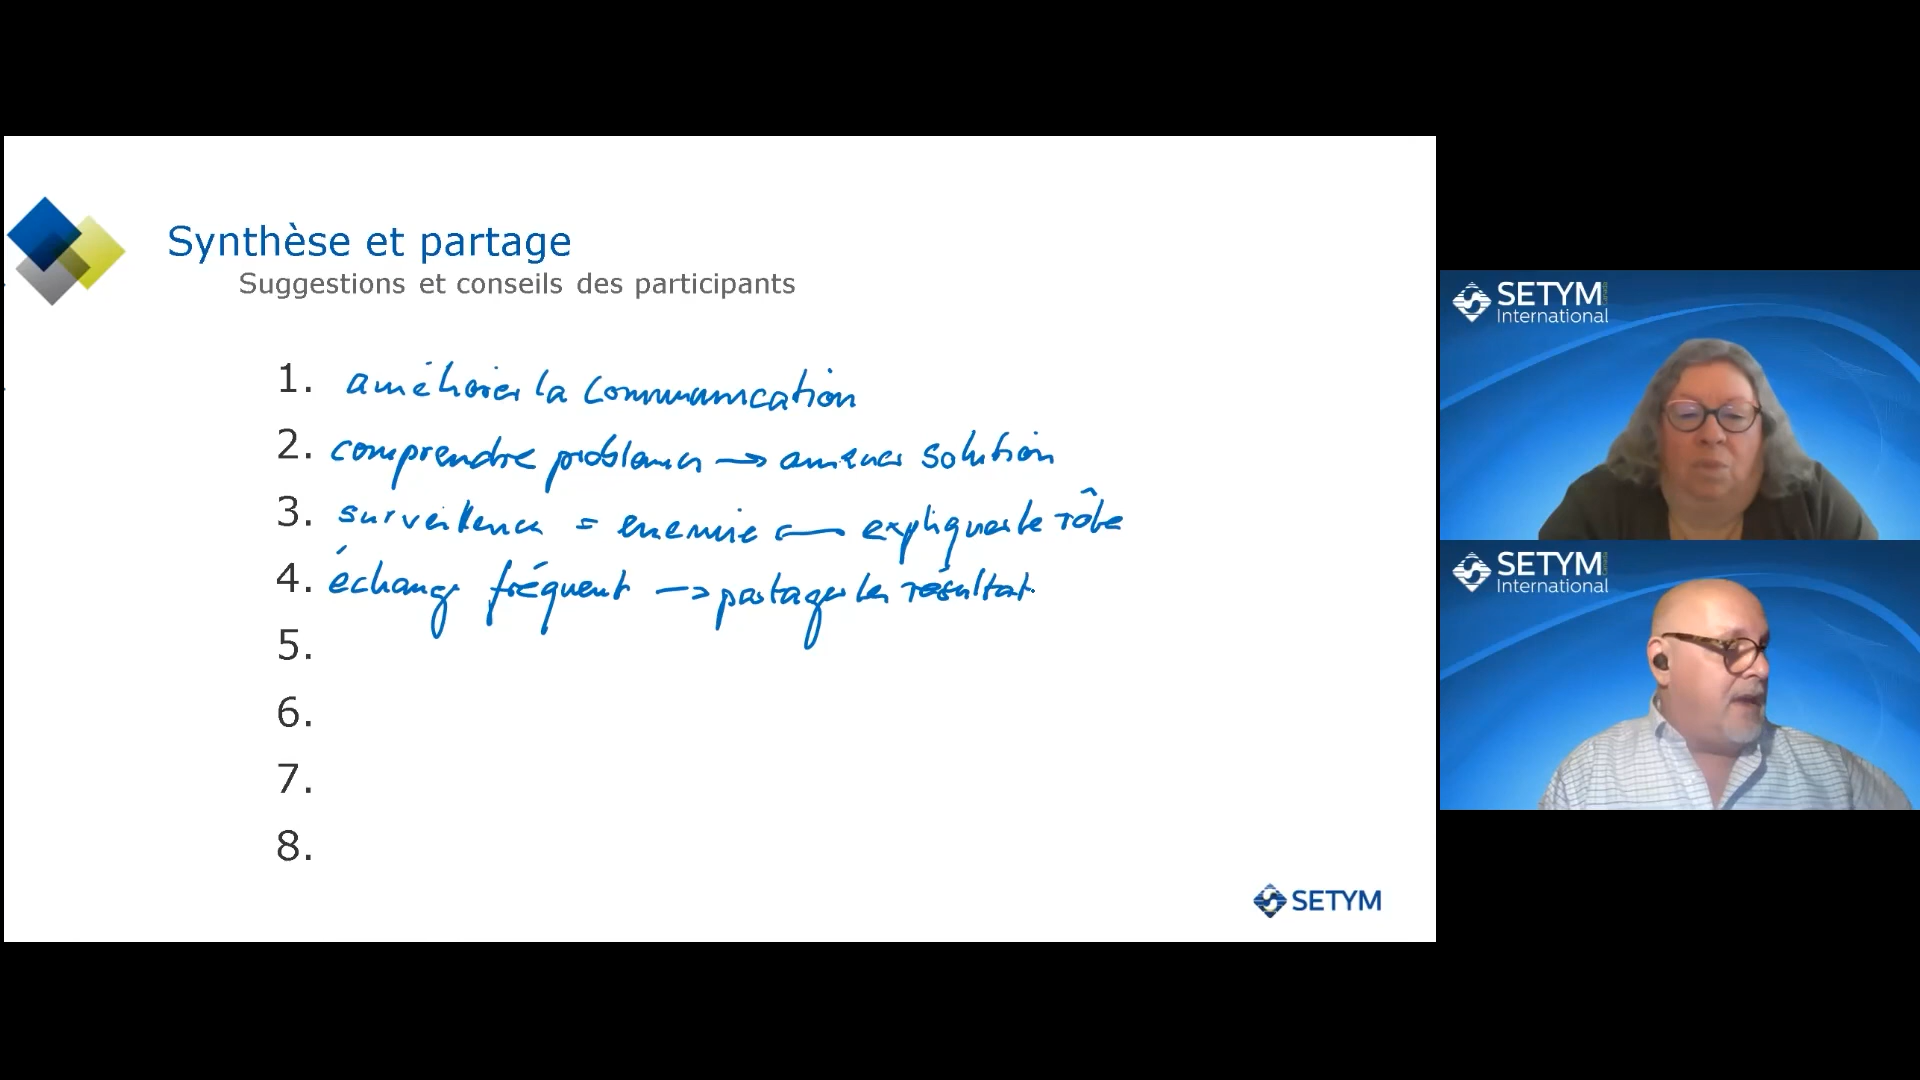 Synthèse et partage
Suggestions et conseils des participants
1. améliorer la communication
2. comprendre problèmes → amener solution
3. surveillance = ennemie ← expliquer le rôle
4. échange fréquent → partager les résultat
5.
6.
7.
8.
SETYM
SETYM
International
SETYM
International